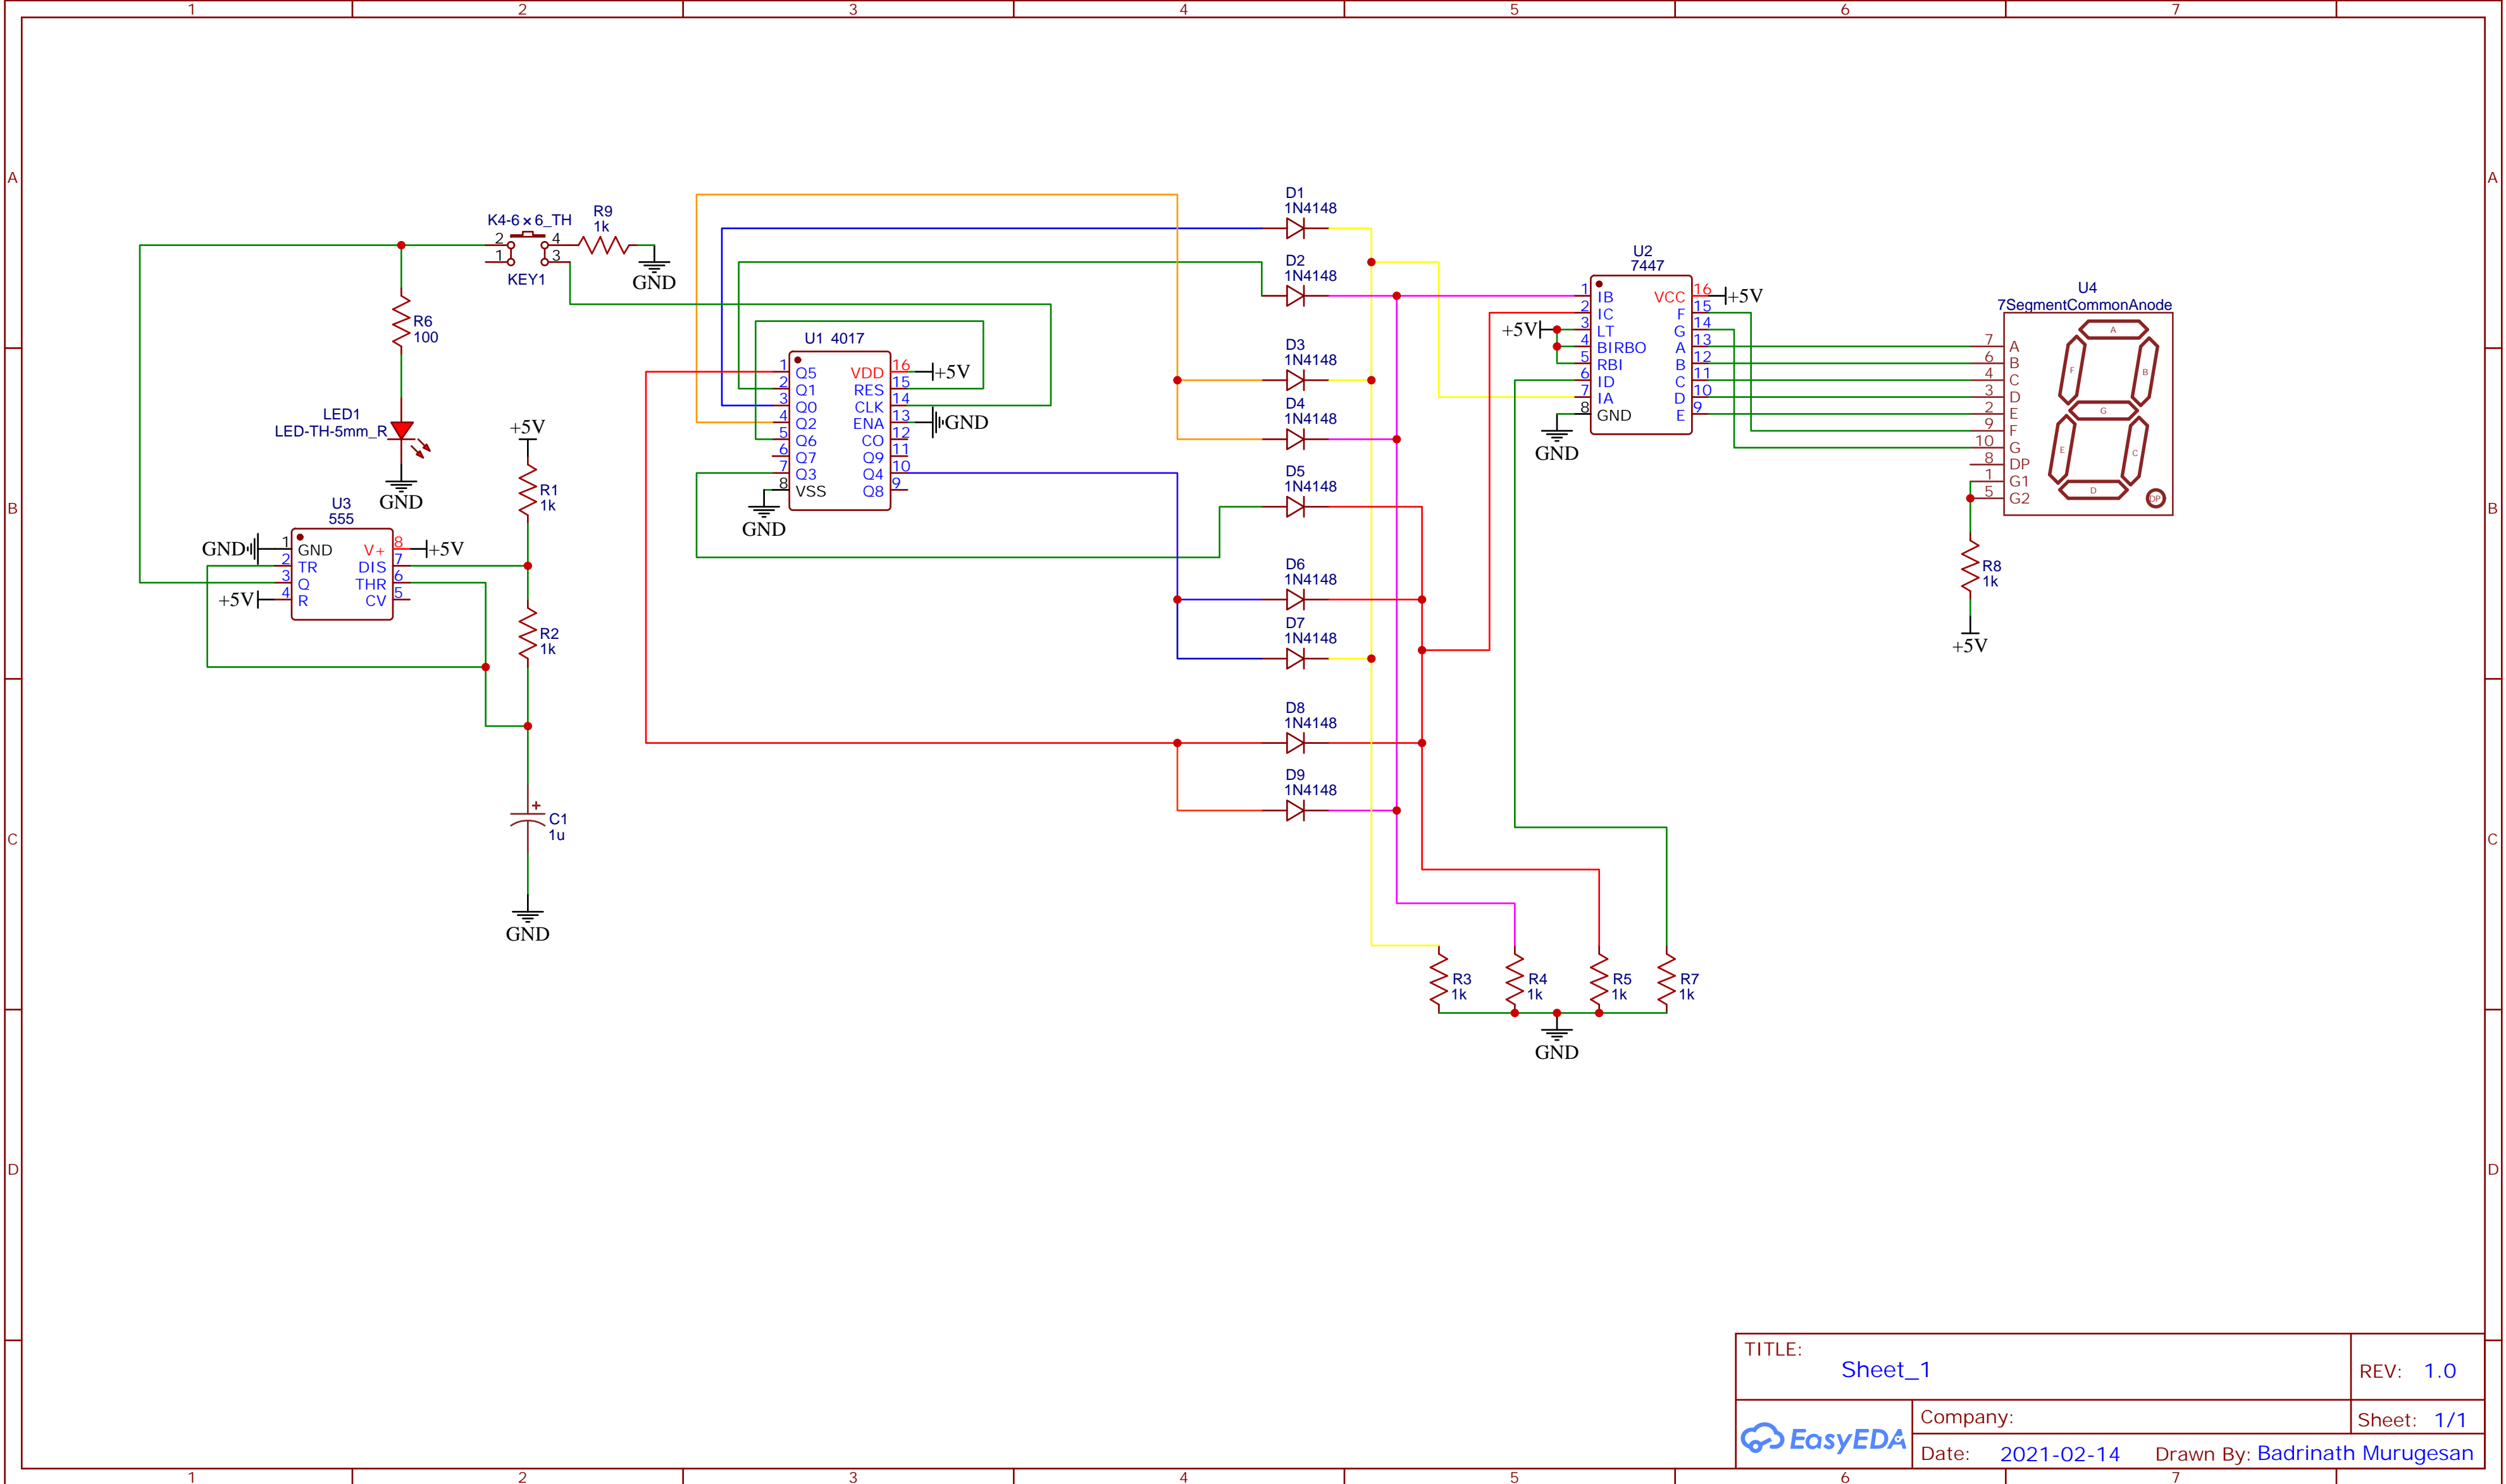 1 2 3 4 5 6 7
A
A
D1
1N4148
K4-6×6_TH
R9
1k
2 4
1 3
KEY1
GND
D2
1N4148
U2
7447
1 IB VCC 16 +5V
2 IC F 15
+5V 3 LT G 14
4 BIRBO A 13
5 RBI B 12
6 ID C 11
7 IA D 10
8 GND E 9
GND
U4
7SegmentCommonAnode
7 A
6 B
4 C
3 D
2 E
9 F
10 G
8 DP
1 G1
5 G2
A
F B
G
E C
D DP
R6
100
U1 4017
1 Q5 VDD 16 +5V
2 Q1 RES 15
3 Q0 CLK 14
4 Q2 ENA 13 GND
5 Q6 CO 12
6 Q7 Q9 11
7 Q3 Q4 10
8 VSS Q8 9
GND
D3
1N4148
D4
1N4148
LED1
LED-TH-5mm_R
GND
+5V
R1
1k
B
B
D5
1N4148
U3
555
GND 1 GND V+ 8 +5V
2 TR DIS 7
3 Q THR 6
+5V 4 R CV 5
D6
1N4148
R8
1k
+5V
R2
1k
D7
1N4148
D8
1N4148
D9
1N4148
+
C1
1u
GND
C
C
R3
1k
R4
1k
R5
1k
R7
1k
GND
D
D
TITLE:
Sheet_1
REV: 1.0
EasyEDA
Company:
Sheet: 1/1
Date: 2021-02-14 Drawn By: Badrinath Murugesan
1 2 3 4 5 6 7